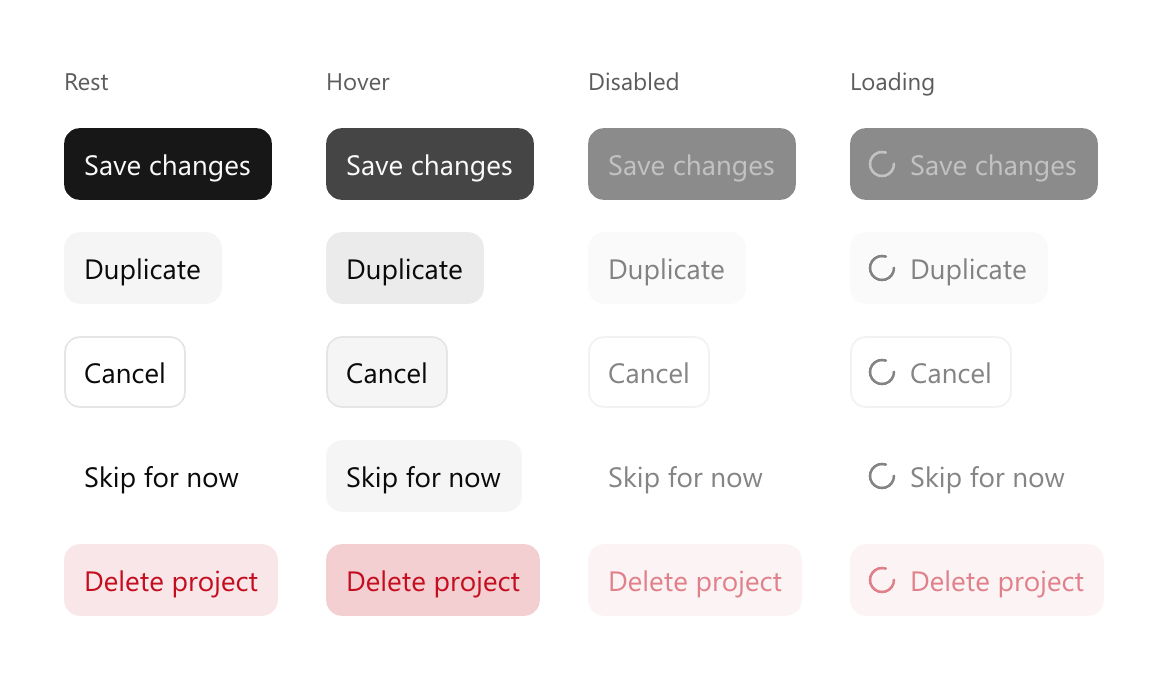 Rest Hover Disabled Loading
Save changes Save changes Save changes Save changes
Duplicate Duplicate Duplicate Duplicate
Cancel Cancel Cancel Cancel
Skip for now Skip for now Skip for now Skip for now
Delete project Delete project Delete project Delete project